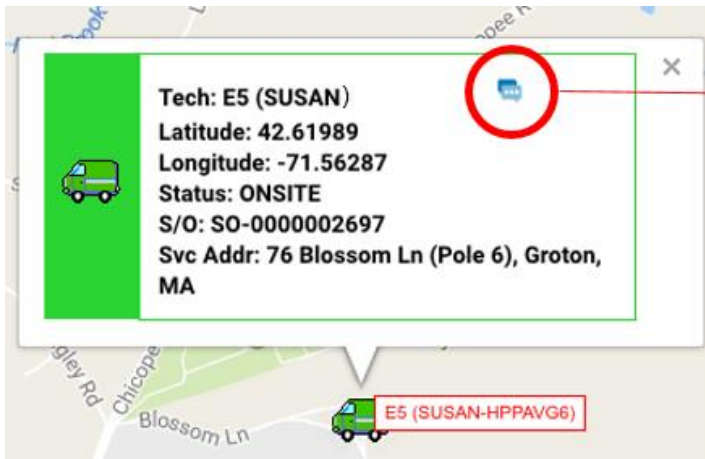 Tech: E5 (SUSAN）
Latitude: 42.61989
Longitude: -71.56287
Status: ONSITE
S/O: SO-0000002697
Svc Addr: 76 Blossom Ln (Pole 6), Groton,
MA
Blossom Ln
E5 (SUSAN-HPPAVG6)